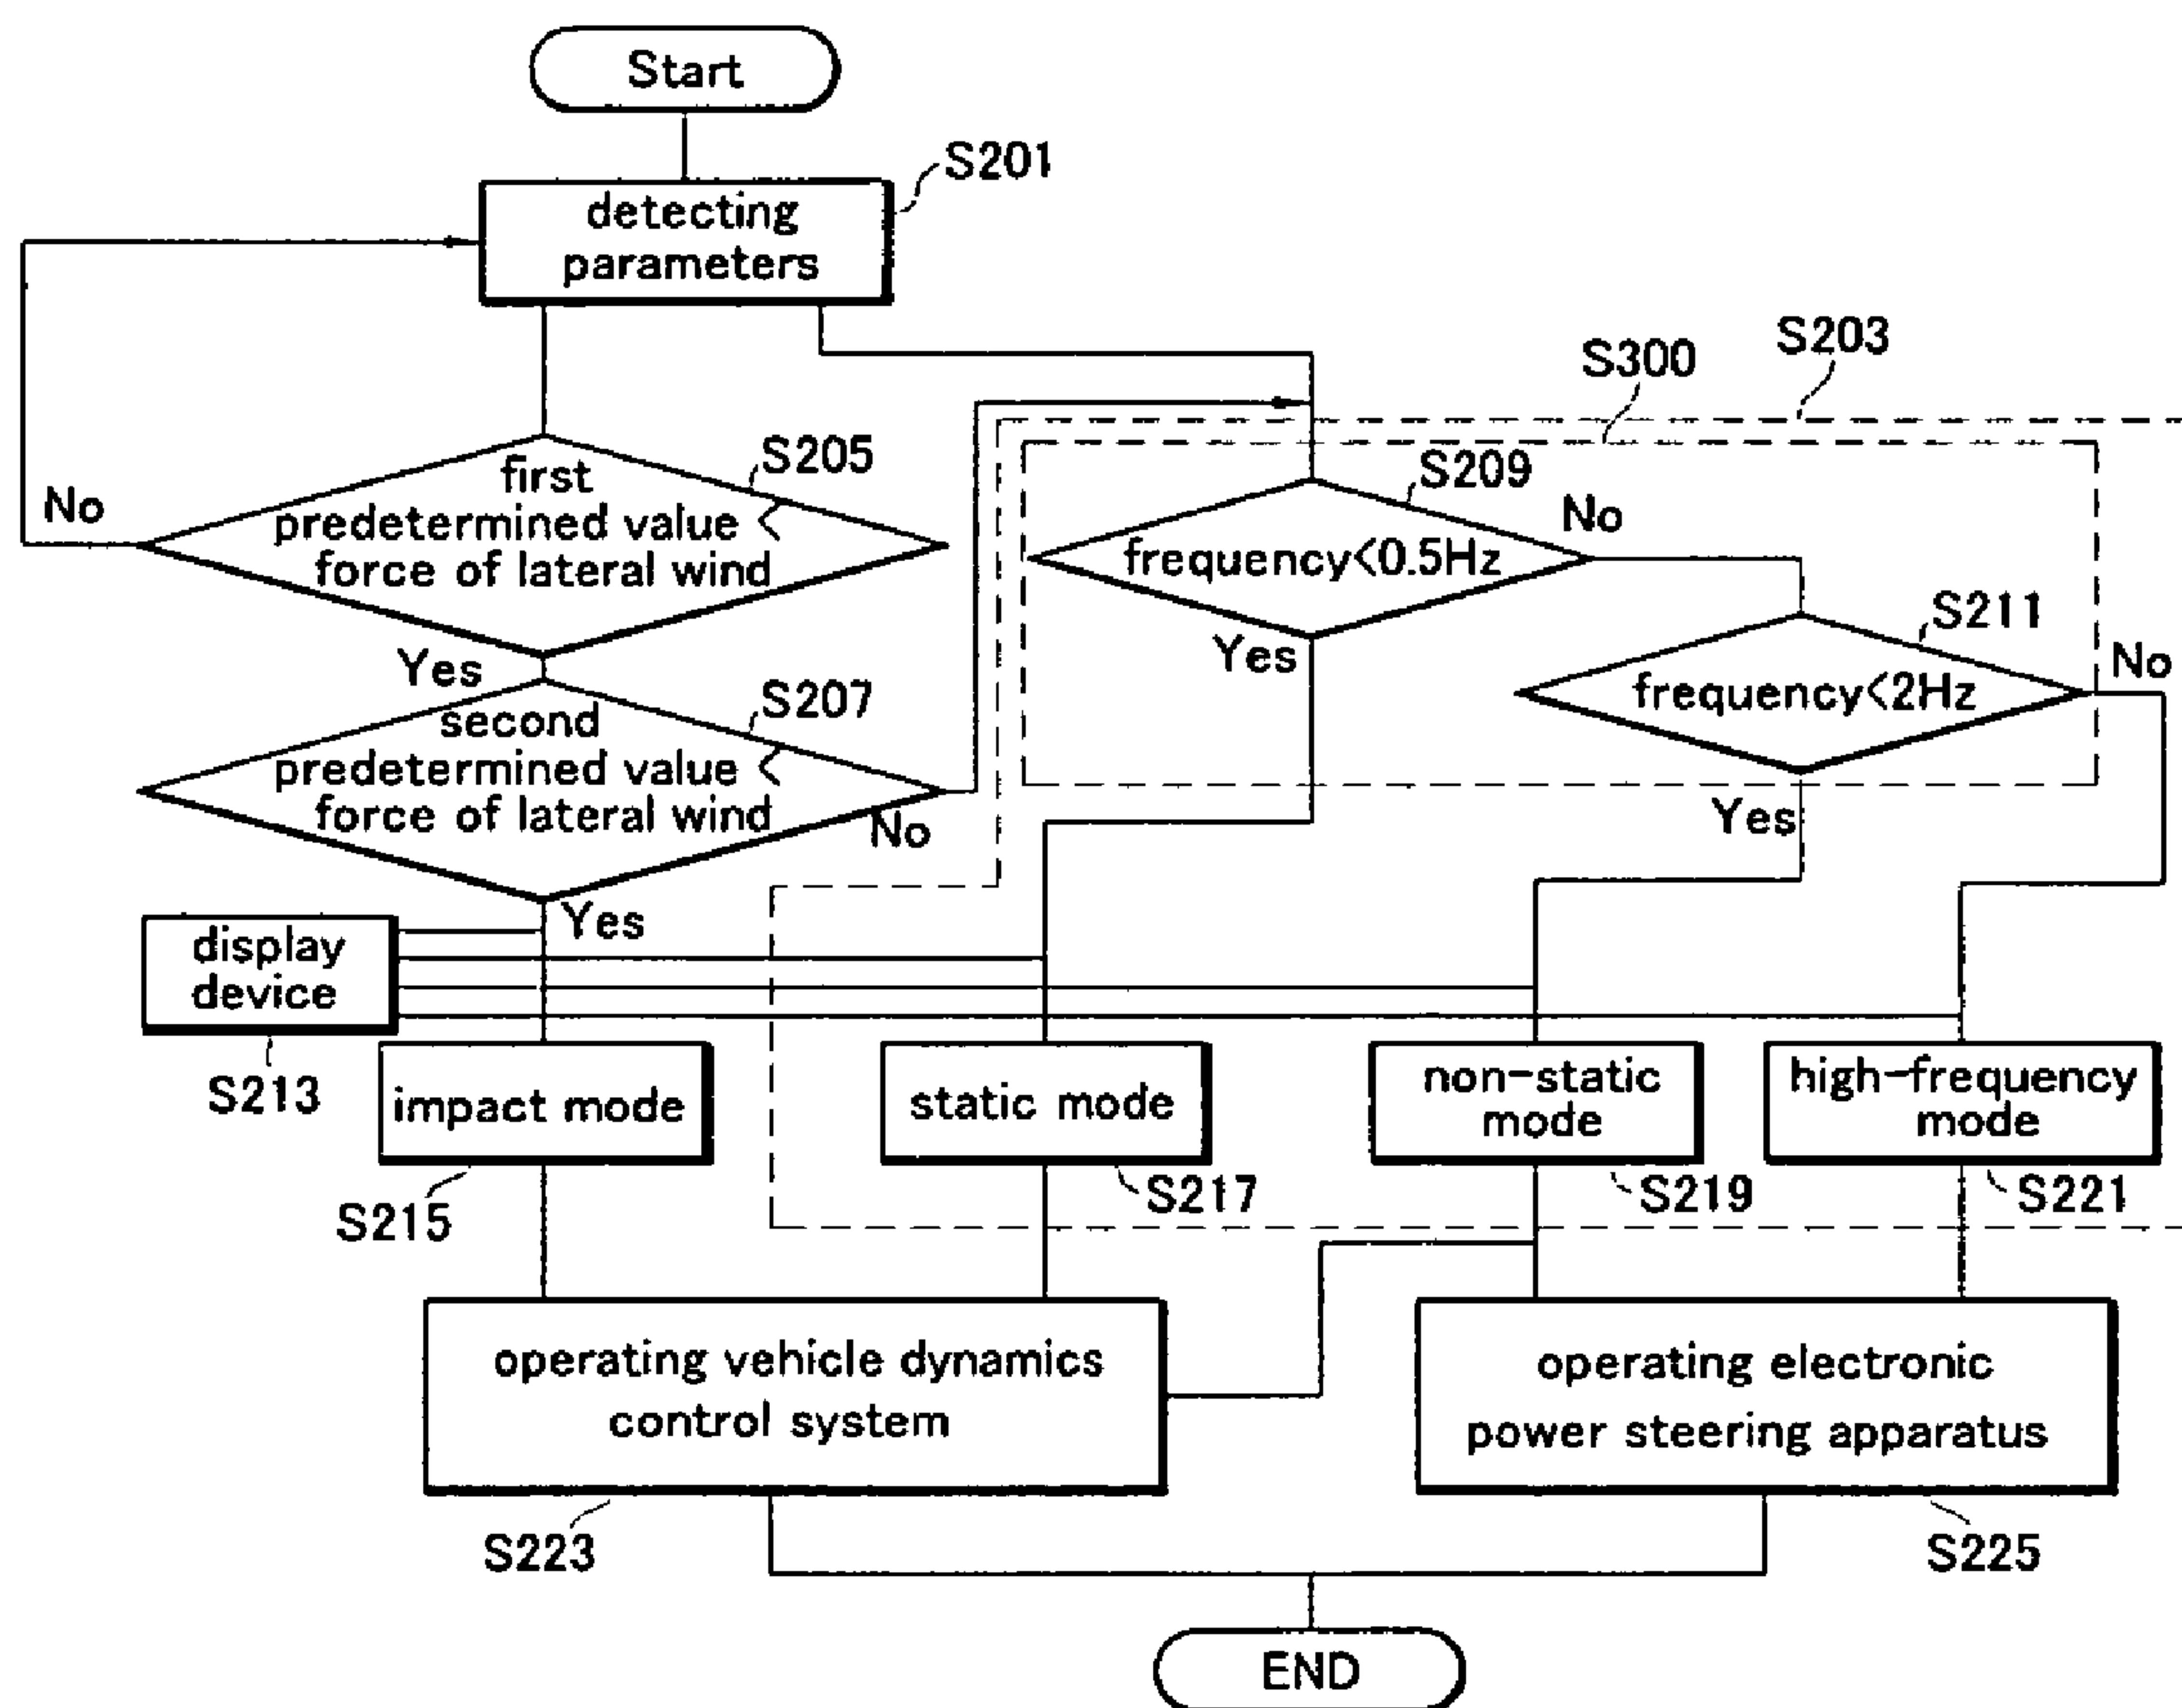 Start
S201
detecting
parameters
S203
S300
S205
S209
No
first
predetermined value <
force of lateral wind
No
frequency<0.5Hz
S211
Yes
Yes
No
S207
second
predetermined value <
force of lateral wind
frequency<2Hz
No
Yes
Yes
display
device
S213
impact mode
static mode
non-static
mode
high-frequency
mode
S215
S217
S219
S221
operating vehicle dynamics
control system
operating electronic
power steering apparatus
S223
S225
END